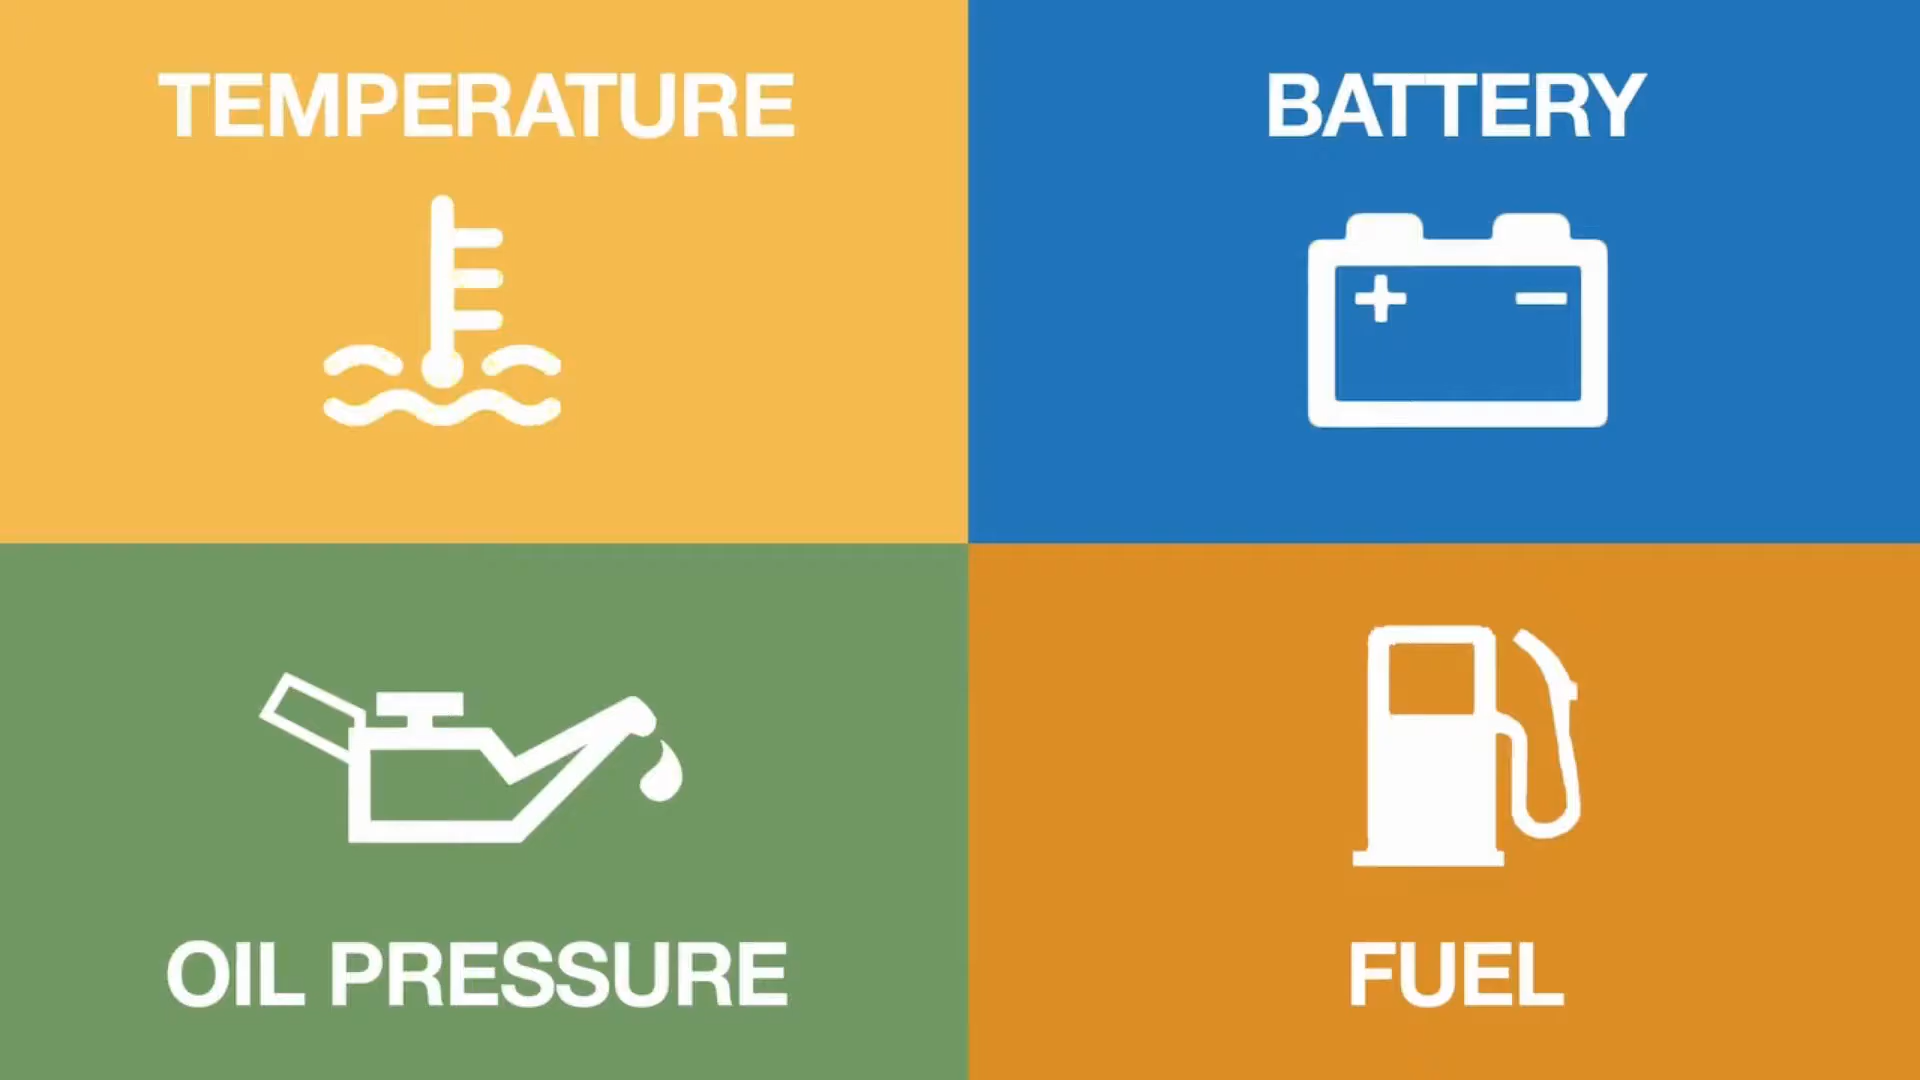 TEMPERATURE
BATTERY
+ −
OIL PRESSURE
FUEL